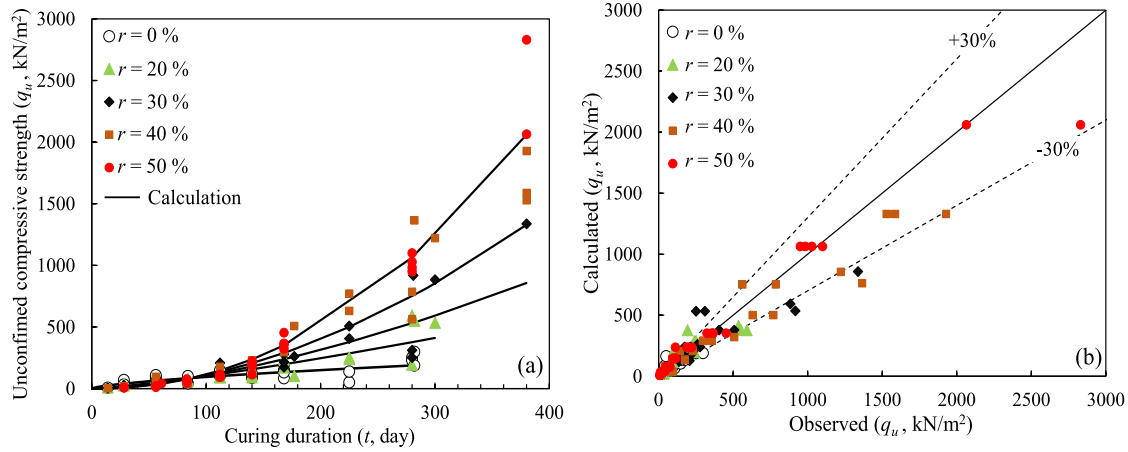 Unconfined compressive strength (qu, kN/m²)
3000
2500
2000
1500
1000
500
0
0
100
200
300
400
Curing duration (t, day)
r = 0 %
r = 20 %
r = 30 %
r = 40 %
r = 50 %
Calculation
(a)
Calculated (qu, kN/m²)
3000
2500
2000
1500
1000
500
0
0
500
1000
1500
2000
2500
3000
Observed (qu , kN/m²)
r = 0 %
r = 20 %
r = 30 %
r = 40 %
r = 50 %
+30%
-30%
(b)